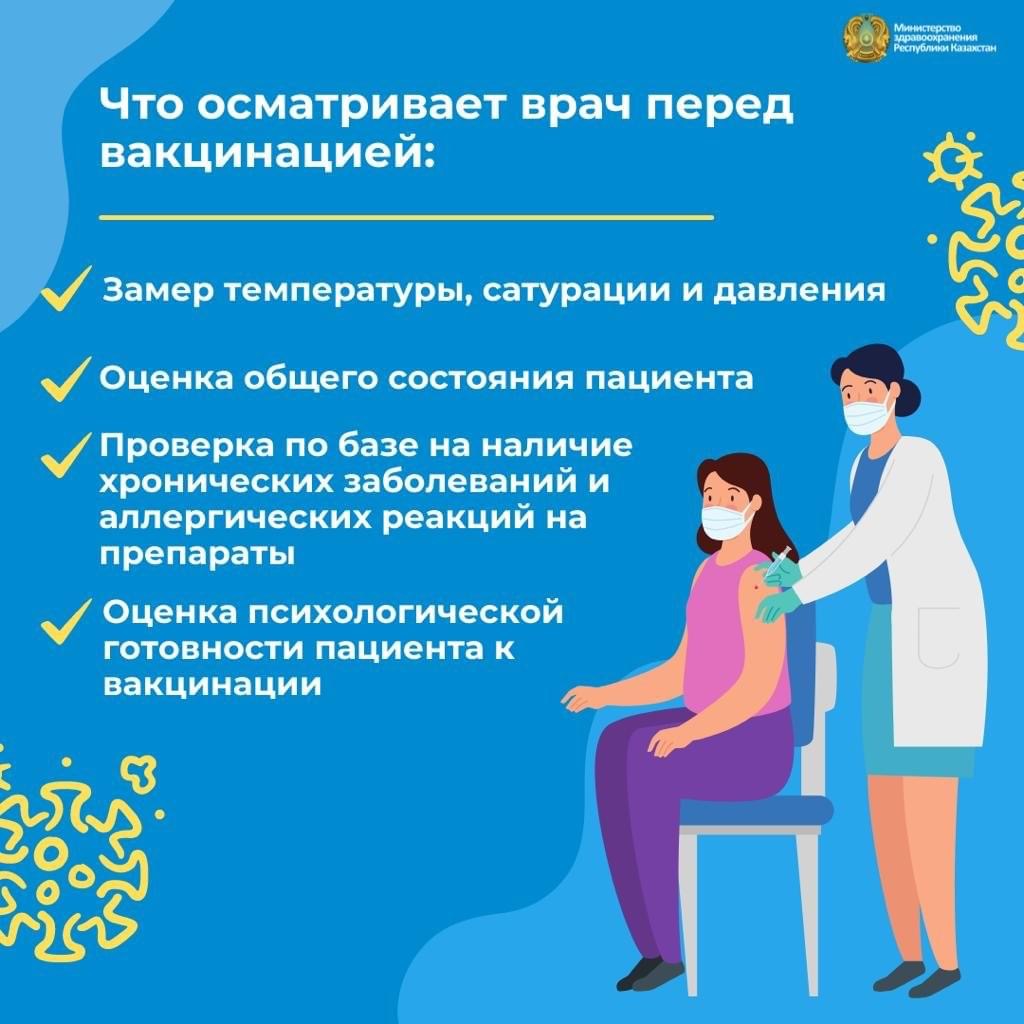 Министерство
здравоохранения
Республики Казахстан
Что осматривает врач перед
вакцинацией:
Замер температуры, сатурации и давления
Оценка общего состояния пациента
Проверка по базе на наличие
хронических заболеваний и
аллергических реакций на
препараты
Оценка психологической
готовности пациента к
вакцинации